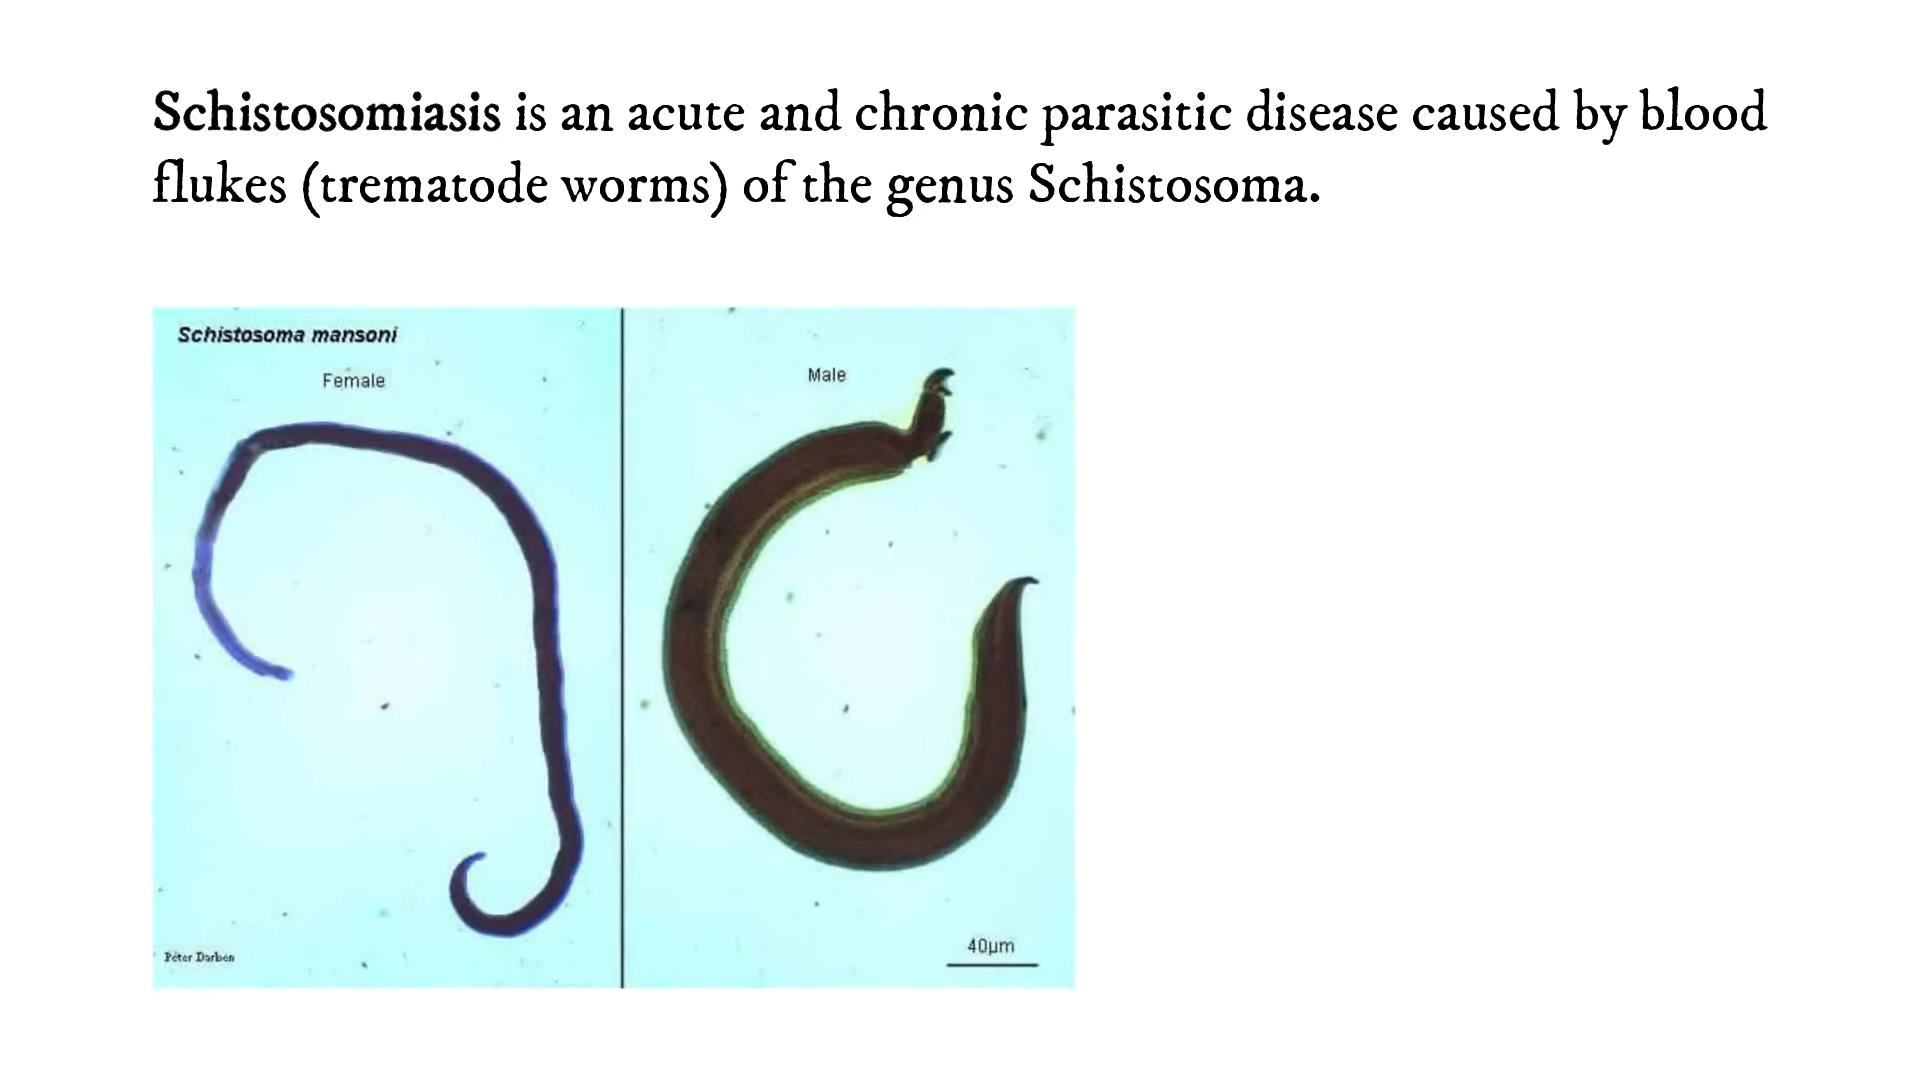 Schistosomiasis is an acute and chronic parasitic disease caused by blood
flukes (trematode worms) of the genus Schistosoma.
Schistosoma mansoni
Female
Male
Peter Darben
40µm